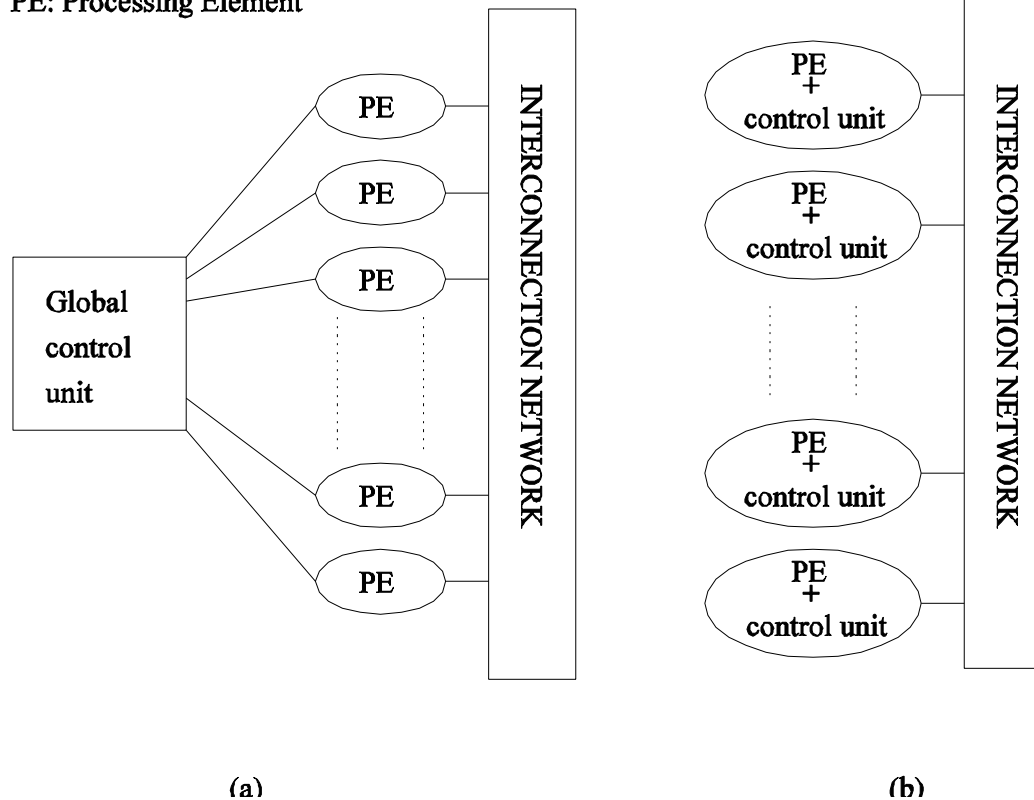 PE: Processing Element
PE
PE
PE
Global
control
unit
PE
PE
INTERCONNECTION NETWORK
(a)
PE
+
control unit
PE
+
control unit
PE
+
control unit
PE
+
control unit
INTERCONNECTION NETWORK
(b)